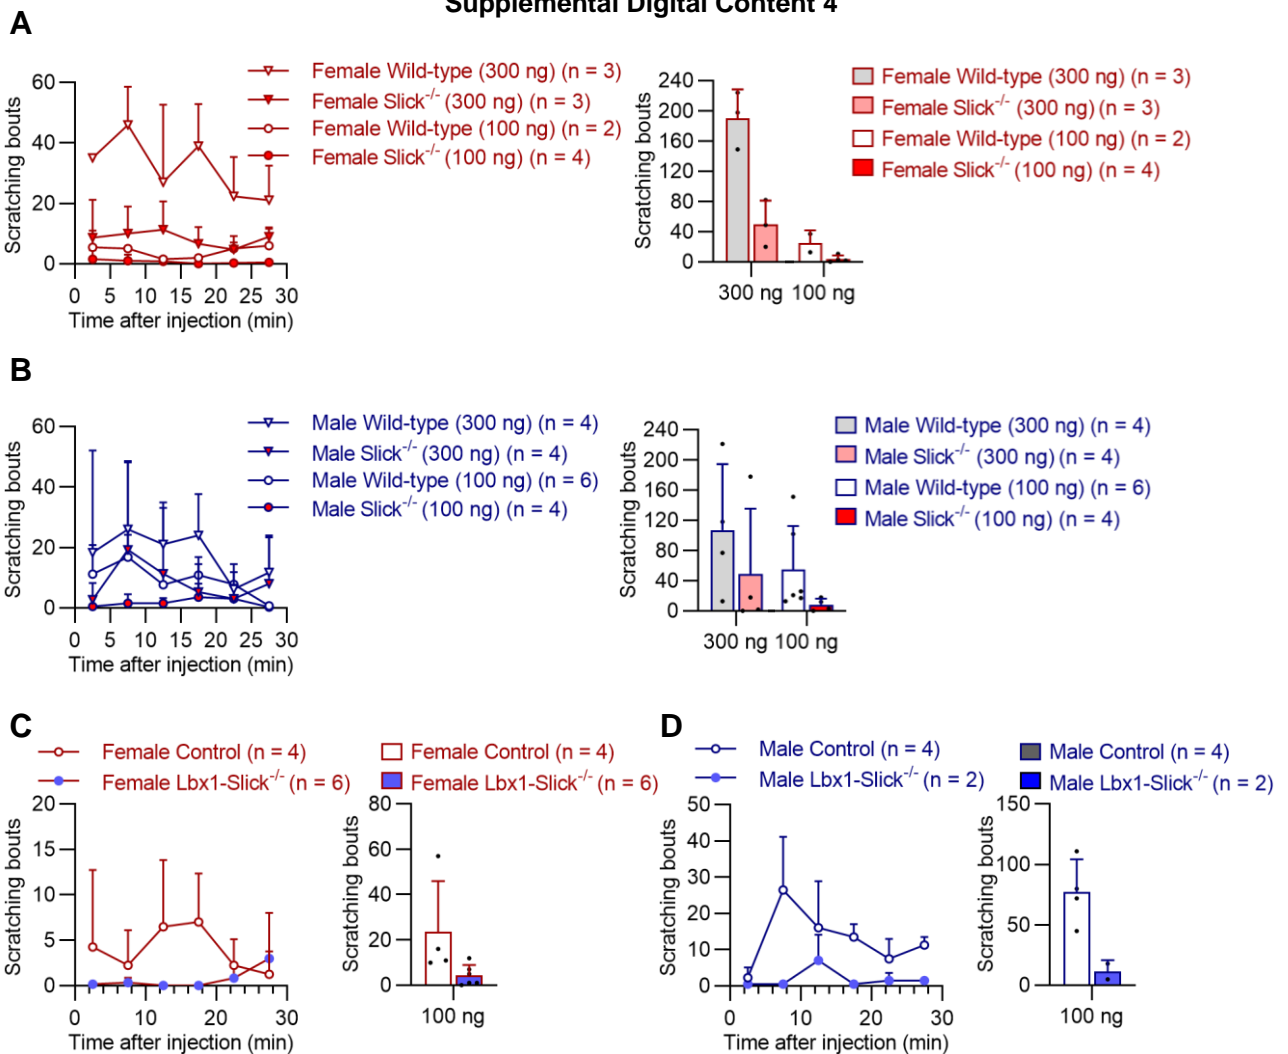 Supplemental Digital Content 4
A
Female Wild-type (300 ng) (n = 3)
Female Slick-/- (300 ng) (n = 3)
Female Wild-type (100 ng) (n = 2)
Female Slick-/- (100 ng) (n = 4)
Scratching bouts
60
40
20
0
0 5 10 15 20 25 30
Time after injection (min)
Female Wild-type (300 ng) (n = 3)
Female Slick-/- (300 ng) (n = 3)
Female Wild-type (100 ng) (n = 2)
Female Slick-/- (100 ng) (n = 4)
Scratching bouts
240
200
160
120
80
40
0
300 ng 100 ng
B
Male Wild-type (300 ng) (n = 4)
Male Slick-/- (300 ng) (n = 4)
Male Wild-type (100 ng) (n = 6)
Male Slick-/- (100 ng) (n = 4)
Scratching bouts
60
40
20
0
0 5 10 15 20 25 30
Time after injection (min)
Male Wild-type (300 ng) (n = 4)
Male Slick-/- (300 ng) (n = 4)
Male Wild-type (100 ng) (n = 6)
Male Slick-/- (100 ng) (n = 4)
Scratching bouts
240
200
160
120
80
40
0
300 ng 100 ng
C
Female Control (n = 4)
Female Lbx1-Slick-/- (n = 6)
Scratching bouts
20
15
10
5
0
0 10 20 30
Time after injection (min)
Female Control (n = 4)
Female Lbx1-Slick-/- (n = 6)
Scratching bouts
80
60
40
20
0
100 ng
D
Male Control (n = 4)
Male Lbx1-Slick-/- (n = 2)
Scratching bouts
50
40
30
20
10
0
0 10 20 30
Time after injection (min)
Male Control (n = 4)
Male Lbx1-Slick-/- (n = 2)
Scratching bouts
150
100
50
0
100 ng